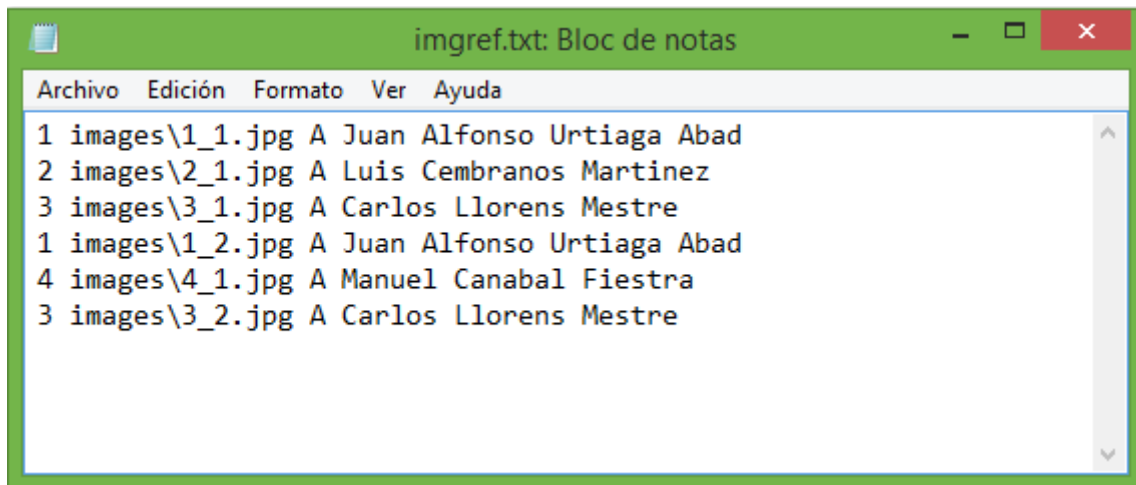 imgref.txt: Bloc de notas
Archivo Edición Formato Ver Ayuda
1 images\1_1.jpg A Juan Alfonso Urtiaga Abad
2 images\2_1.jpg A Luis Cembranos Martinez
3 images\3_1.jpg A Carlos Llorens Mestre
1 images\1_2.jpg A Juan Alfonso Urtiaga Abad
4 images\4_1.jpg A Manuel Canabal Fiestra
3 images\3_2.jpg A Carlos Llorens Mestre